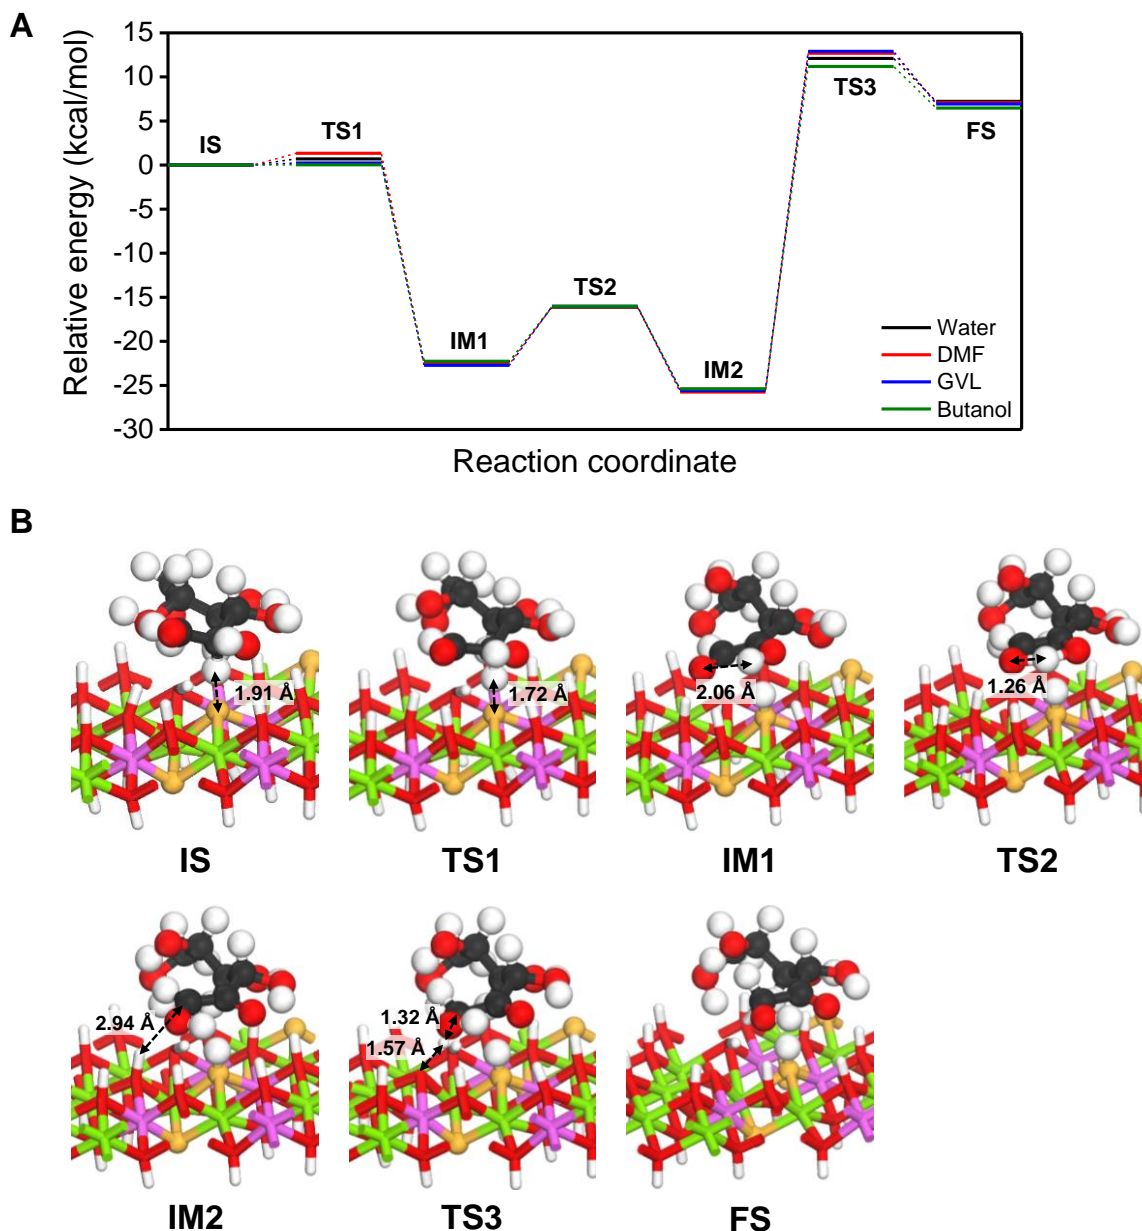 A
Relative energy (kcal/mol)
15
10
5
0
-5
-10
-15
-20
-25
-30
IS
TS1
IM1
TS2
IM2
TS3
FS
Water
DMF
GVL
Butanol
Reaction coordinate
B
1.91 Å
1.72 Å
2.06 Å
1.26 Å
IS
TS1
IM1
TS2
2.94 Å
1.32 Å
1.57 Å
IM2
TS3
FS